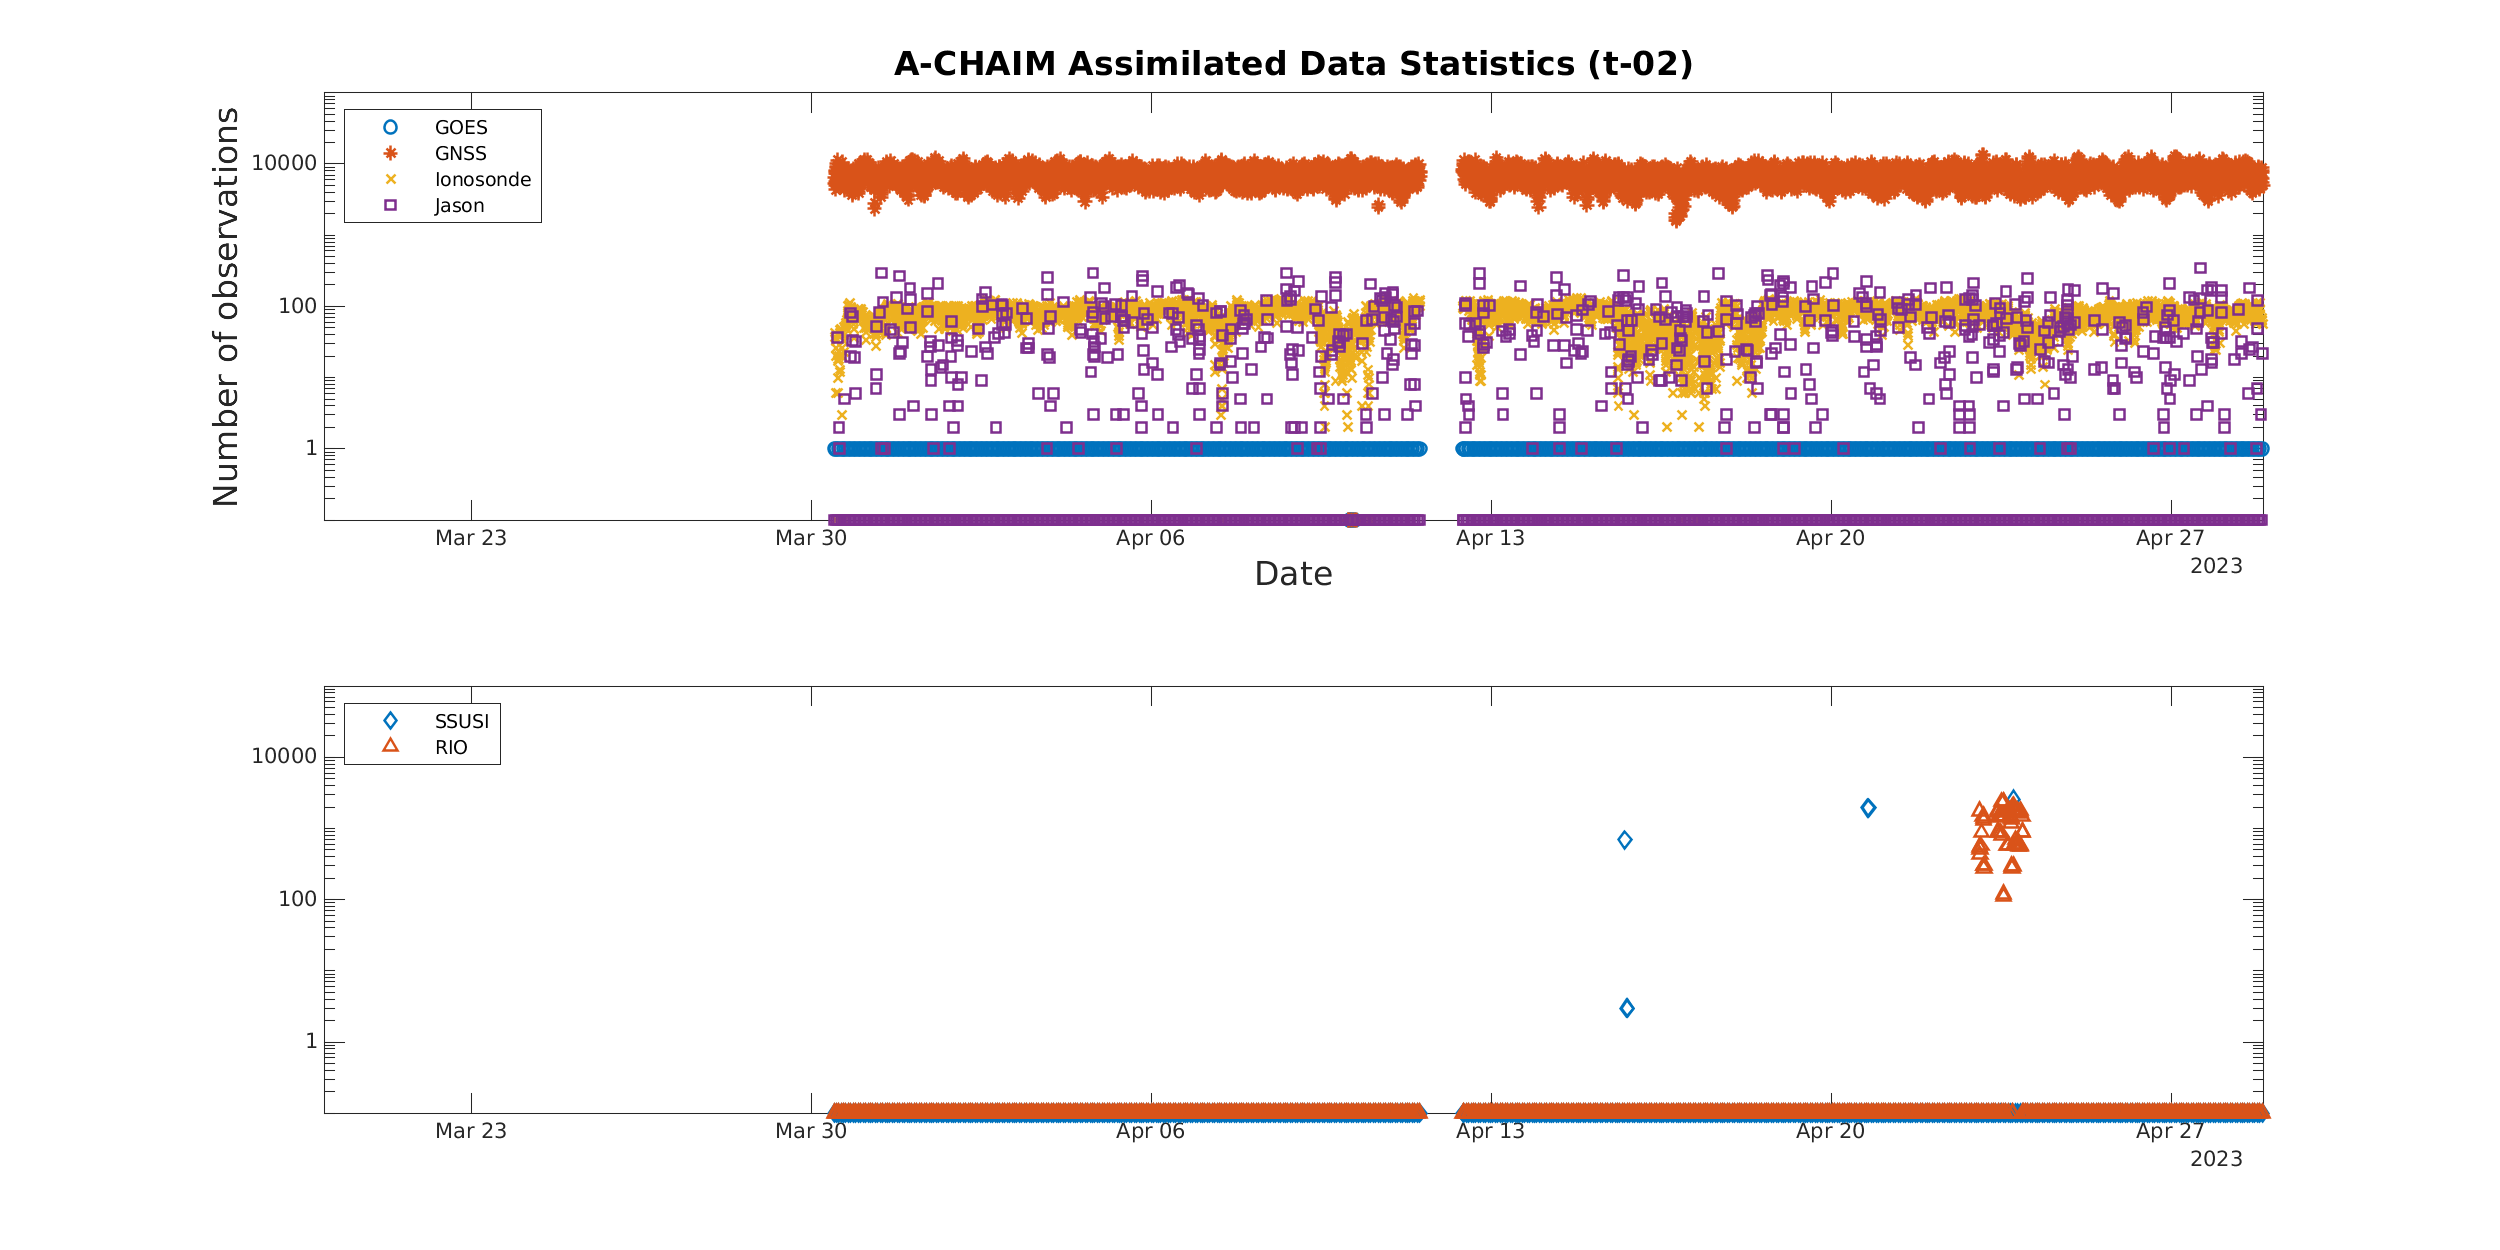 A-CHAIM Assimilated Data Statistics (t-02)
Number of observations
10000
100
1
GOES
GNSS
Ionosonde
Jason
Mar 23
Mar 30
Apr 06
Apr 13
Apr 20
Apr 27
2023
Date
10000
100
1
SSUSI
RIO
Mar 23
Mar 30
Apr 06
Apr 13
Apr 20
Apr 27
2023